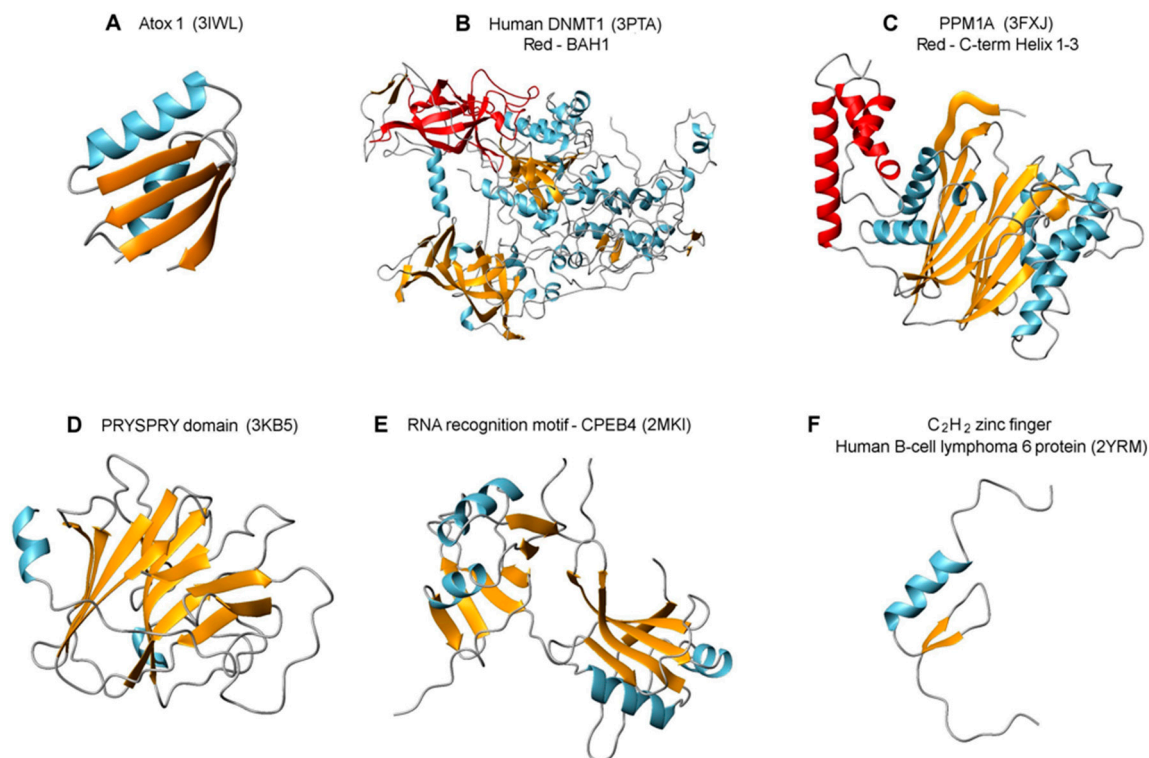 A Atox 1 (3IWL)
B Human DNMT1 (3PTA)
Red - BAH1
C PPM1A (3FXJ)
Red - C-term Helix 1-3
D PRYSPRY domain (3KB5)
E RNA recognition motif - CPEB4 (2MKI)
F C₂H₂ zinc finger
Human B-cell lymphoma 6 protein (2YRM)